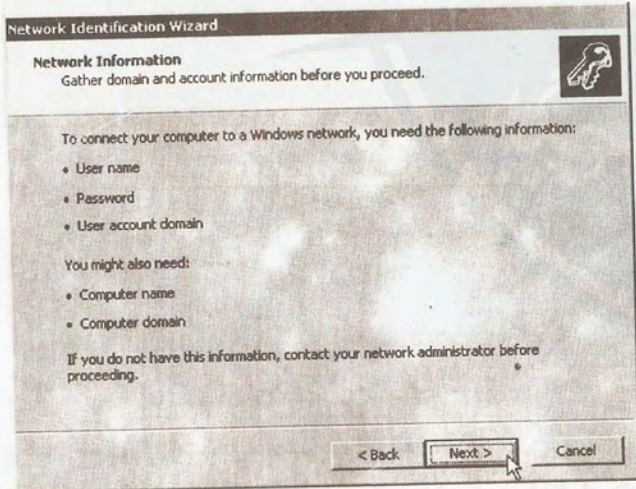 Network Identification Wizard
Network Information
Gather domain and account information before you proceed.
To connect your computer to a Windows network, you need the following information:
• User name
• Password
• User account domain
You might also need:
• Computer name
• Computer domain
If you do not have this information, contact your network administrator before
proceeding.
< Back Next > Cancel